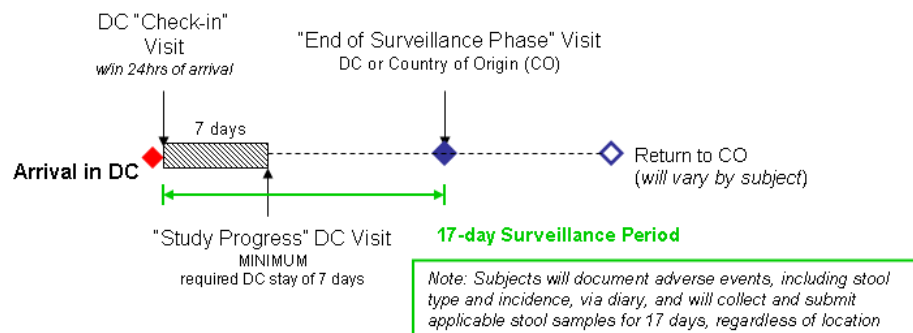 DC "Check-in"
Visit
w/in 24hrs of arrival
"End of Surveillance Phase" Visit
DC or Country of Origin (CO)
7 days
Arrival in DC
Return to CO
(will vary by subject)
"Study Progress" DC Visit
MINIMUM
required DC stay of 7 days
17-day Surveillance Period
Note: Subjects will document adverse events, including stool
type and incidence, via diary, and will collect and submit
applicable stool samples for 17 days, regardless of location